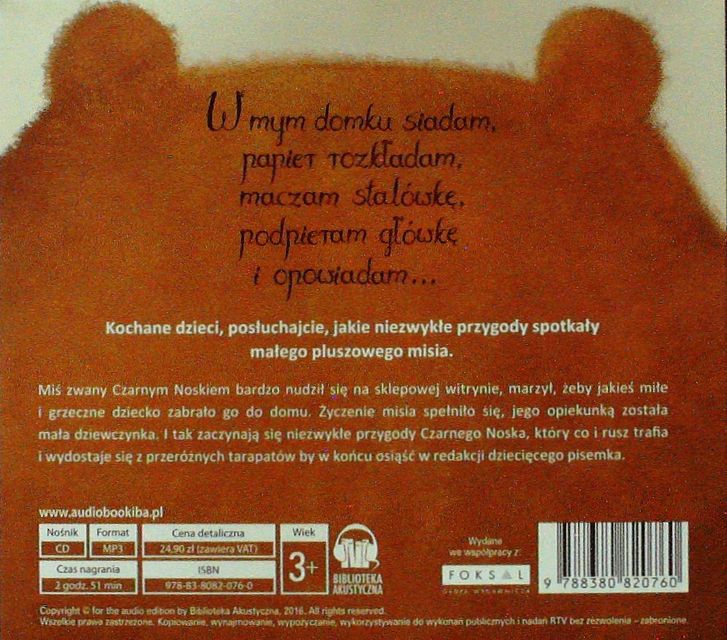 W mym domku siadam,
papier rozkładam,
maczam stalówkę,
podpieram główkę
i opowiadam...
Kochane dzieci, posłuchajcie, jakie niezwykłe przygody spotkały
małego pluszowego misia.
Miś zwany Czarnym Noskiem bardzo nudził się na sklepowej witrynie, marzył, żeby jakieś miłe
i grzeczne dziecko zabrało go do domu. Życzenie misia spełniło się, jego opiekunką została
mała dziewczynka. I tak zaczynają się niezwykłe przygody Czarnego Noska, który co i rusz trafia
i wydostaje się z przeróżnych tarapatów by w końcu osiąść w redakcji dziecięcego pisemka.
www.audiobookiba.pl
Nośnik Format Cena detaliczna Wiek
CD MP3 24,90 zł (zawiera VAT) 3+
Czas nagrania ISBN
2 godz. 51 min 978-83-8082-076-0
BIBLIOTEKA
AKUSTYCZNA
Wydane
we współpracy z:
FOKSAL
GRUPA WYDAWNICZA
9 788380 820760
Copyright © for the audio edition by Biblioteka Akustyczna, 2016. All rights reserved.
Wszelkie prawa zastrzeżone. Kopiowanie, wynajmowanie, wypożyczanie, wykorzystywanie do wykonań publicznych i nadań RTV bez zezwolenia – zabronione.